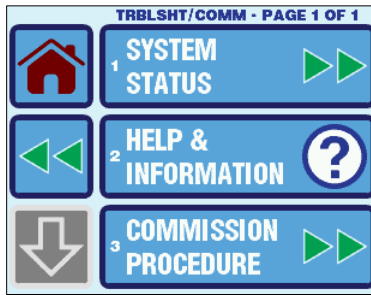 TRBLSHT/COMM - PAGE 1 OF 1
1 SYSTEM
STATUS
2 HELP &
INFORMATION ?
3 COMMISSION
PROCEDURE